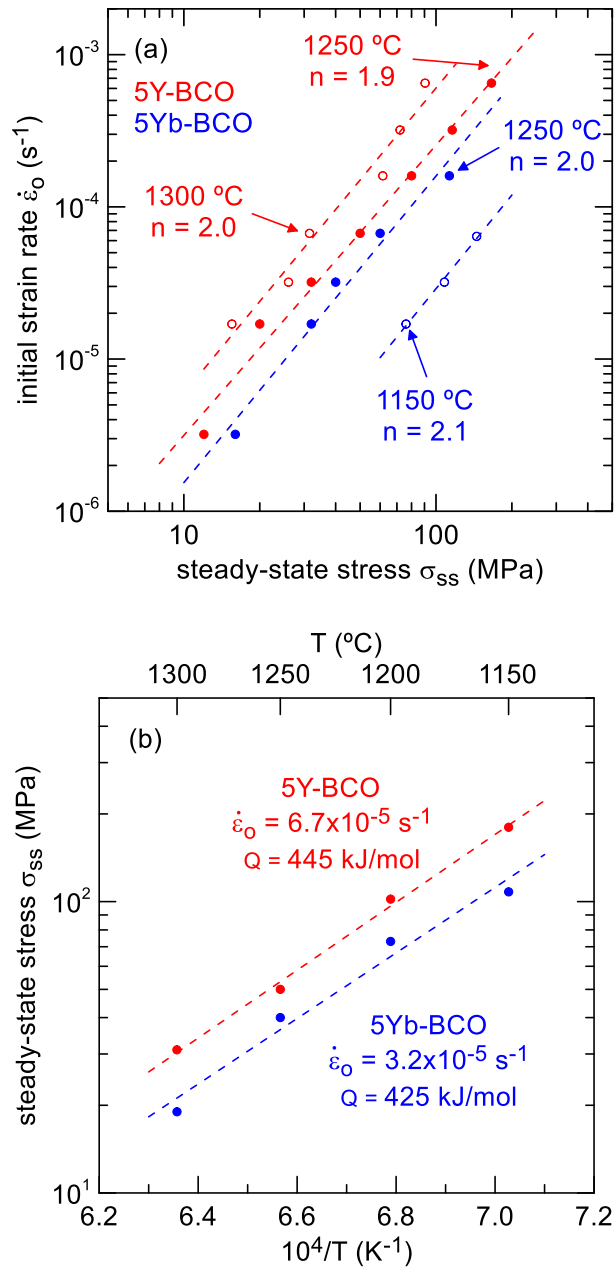 (a)
5Y-BCO
5Yb-BCO
1250 ºC
n = 1.9
1250 ºC
n = 2.0
1300 ºC
n = 2.0
1150 ºC
n = 2.1
initial strain rate ε̇o (s-1)
10-3
10-4
10-5
10-6
10 100
steady-state stress σss (MPa)
T (ºC)
1300 1250 1200 1150
(b)
5Y-BCO
ε̇o = 6.7x10-5 s-1
Q = 445 kJ/mol
5Yb-BCO
ε̇o = 3.2x10-5 s-1
Q = 425 kJ/mol
steady-state stress σss (MPa)
102
101
6.2 6.4 6.6 6.8 7.0 7.2
104/T (K-1)